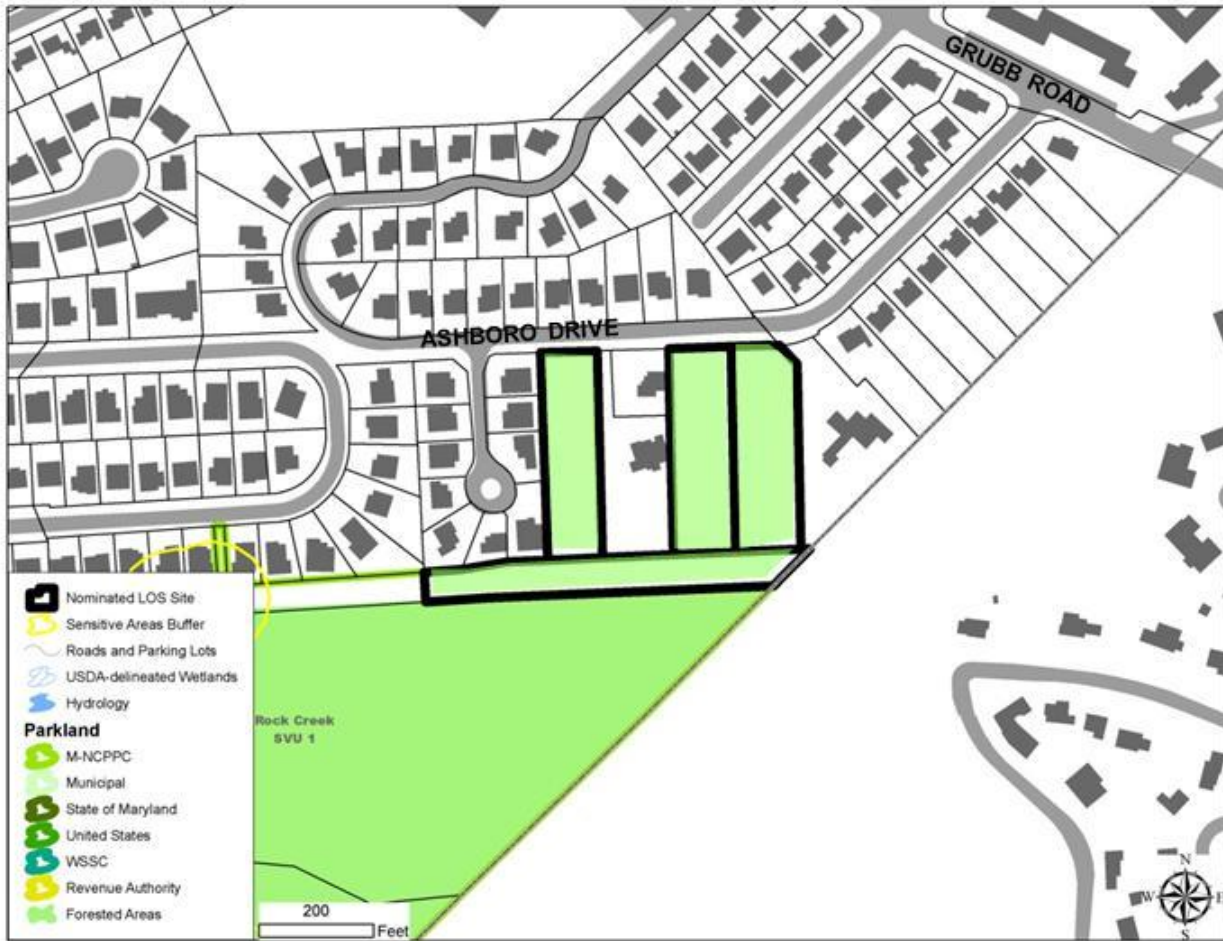 GRUBB ROAD
ASHBORO DRIVE
Nominated LOS Site
Sensitive Areas Buffer
Roads and Parking Lots
USDA-delineated Wetlands
Hydrology
Parkland
M-NCPPC
Municipal
State of Maryland
United States
WSSC
Revenue Authority
Forested Areas
Rock Creek
SVU 1
200
Feet
N
W
E
S